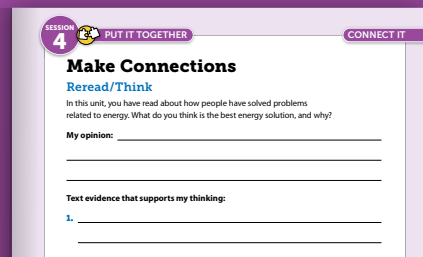 SESSION
4
PUT IT TOGETHER
CONNECT IT
Make Connections
Reread/Think
In this unit, you have read about how people have solved problems
related to energy. What do you think is the best energy solution, and why?
My opinion:
Text evidence that supports my thinking:
1.